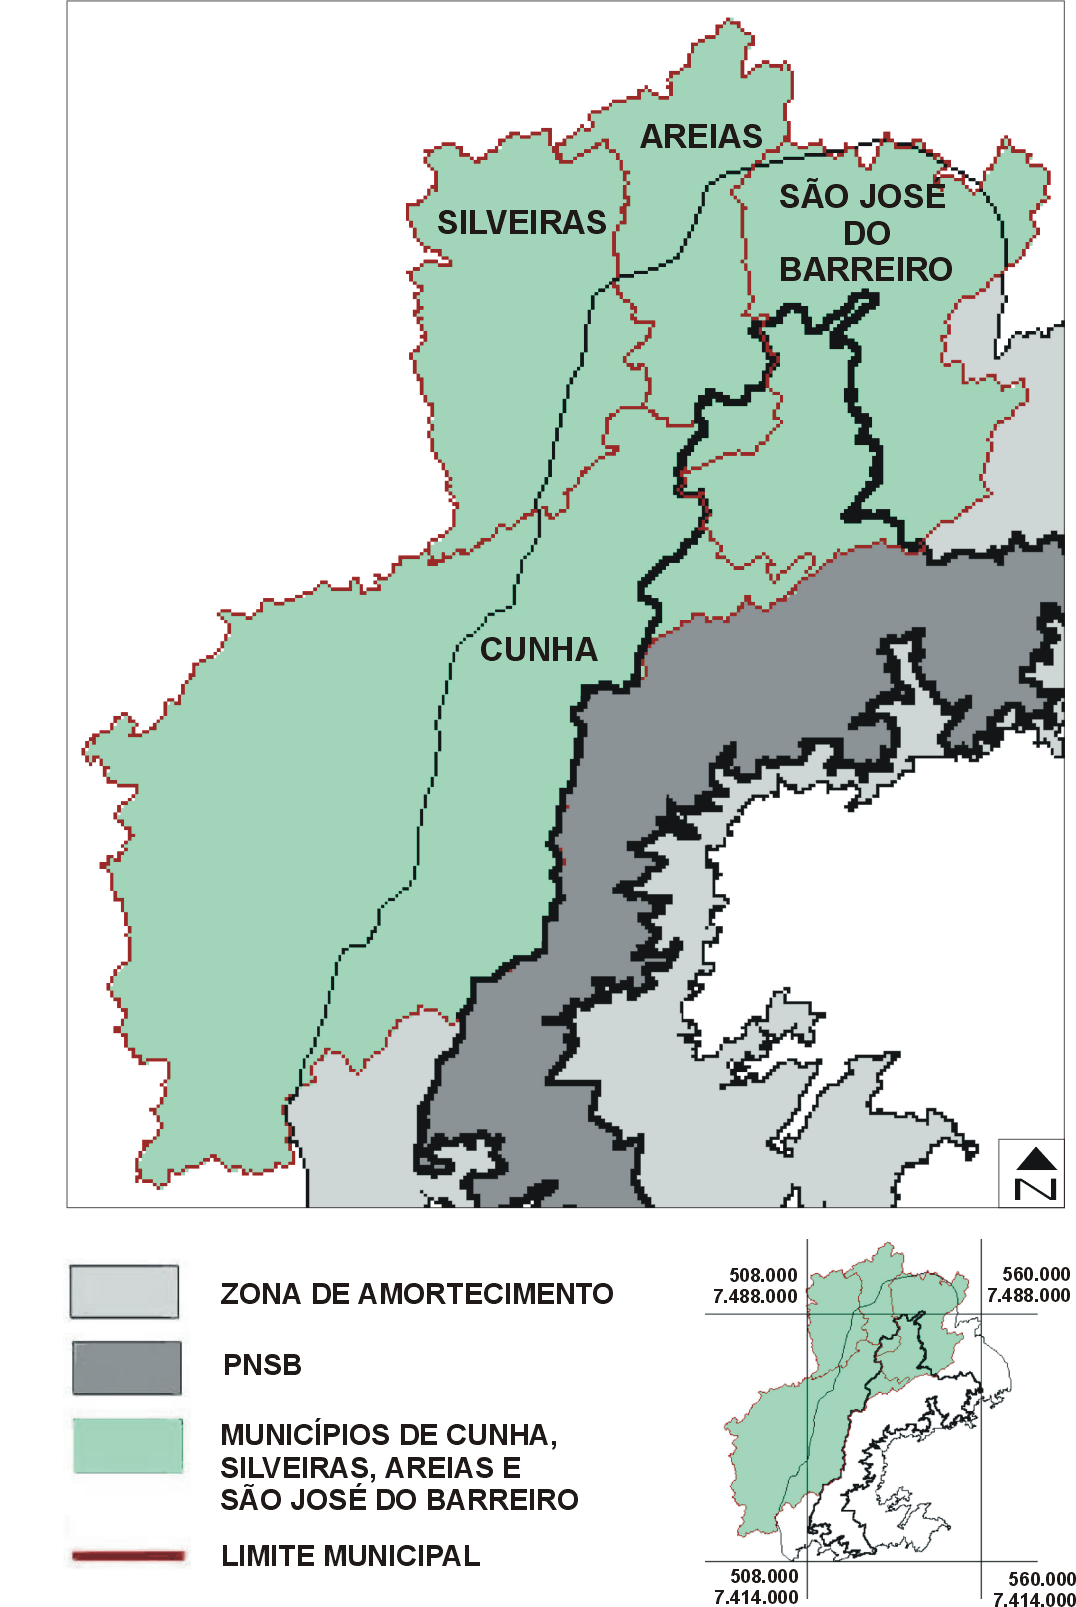 AREIAS
SILVEIRAS
SÃO JOSÉ
DO
BARREIRO
CUNHA
N
ZONA DE AMORTECIMENTO
PNSB
MUNICÍPIOS DE CUNHA,
SILVEIRAS, AREIAS E
SÃO JOSÉ DO BARREIRO
LIMITE MUNICIPAL
508.000
7.488.000
560.000
7.488.000
508.000
7.414.000
560.000
7.414.000